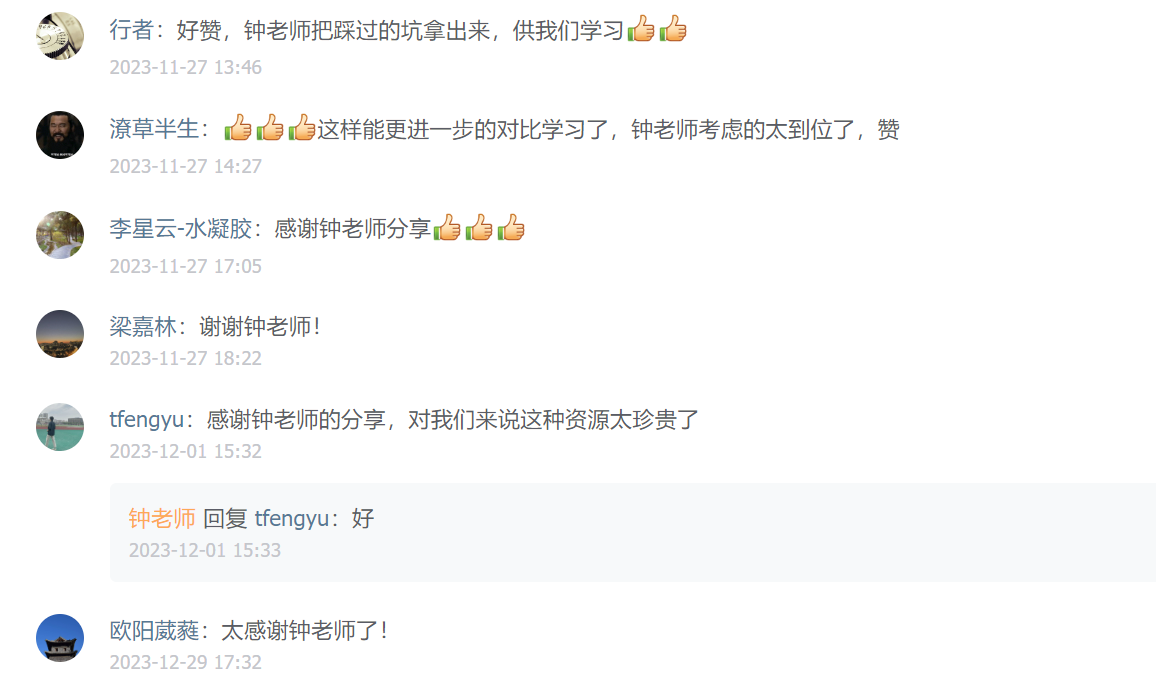 行者：好赞，钟老师把踩过的坑拿出来，供我们学习👍👍
2023-11-27 13:46
潦草半生：👍👍👍这样能更进一步的对比学习了，钟老师考虑的太到位了，赞
2023-11-27 14:27
李星云-水凝胶：感谢钟老师分享👍👍👍
2023-11-27 17:05
梁嘉林：谢谢钟老师！
2023-11-27 18:22
tfengyu：感谢钟老师的分享，对我们来说这种资源太珍贵了
2023-12-01 15:32
钟老师 回复 tfengyu：好
2023-12-01 15:33
欧阳葳蕤：太感谢钟老师了！
2023-12-29 17:32